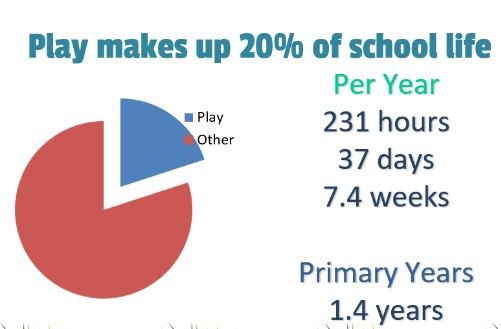 Play makes up 20% of school life
Per Year
231 hours
37 days
7.4 weeks
Play
Other
Primary Years
1.4 years